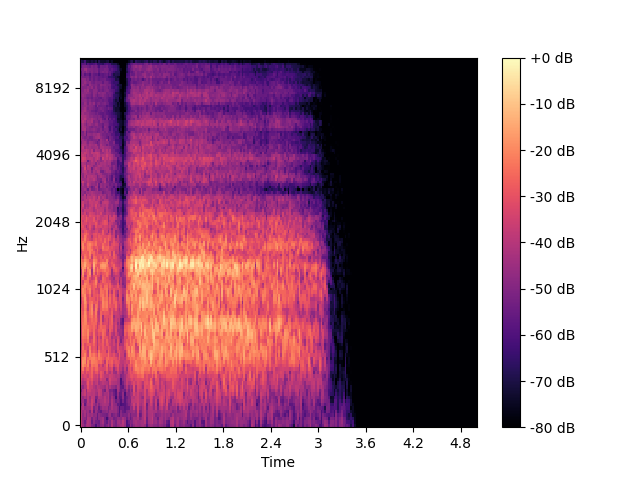 8192
4096
2048
1024
512
0
Hz
0 0.6 1.2 1.8 2.4 3 3.6 4.2 4.8
Time
+0 dB
-10 dB
-20 dB
-30 dB
-40 dB
-50 dB
-60 dB
-70 dB
-80 dB